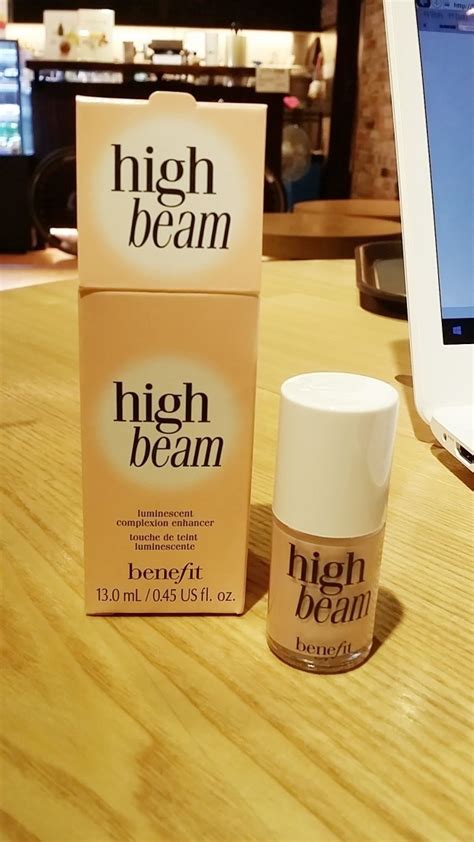 high
beam
high
beam
luminescent
complexion enhancer
touche de teint
luminescente
benefit
13.0 mL / 0.45 US fl. oz.
high
beam
benefit